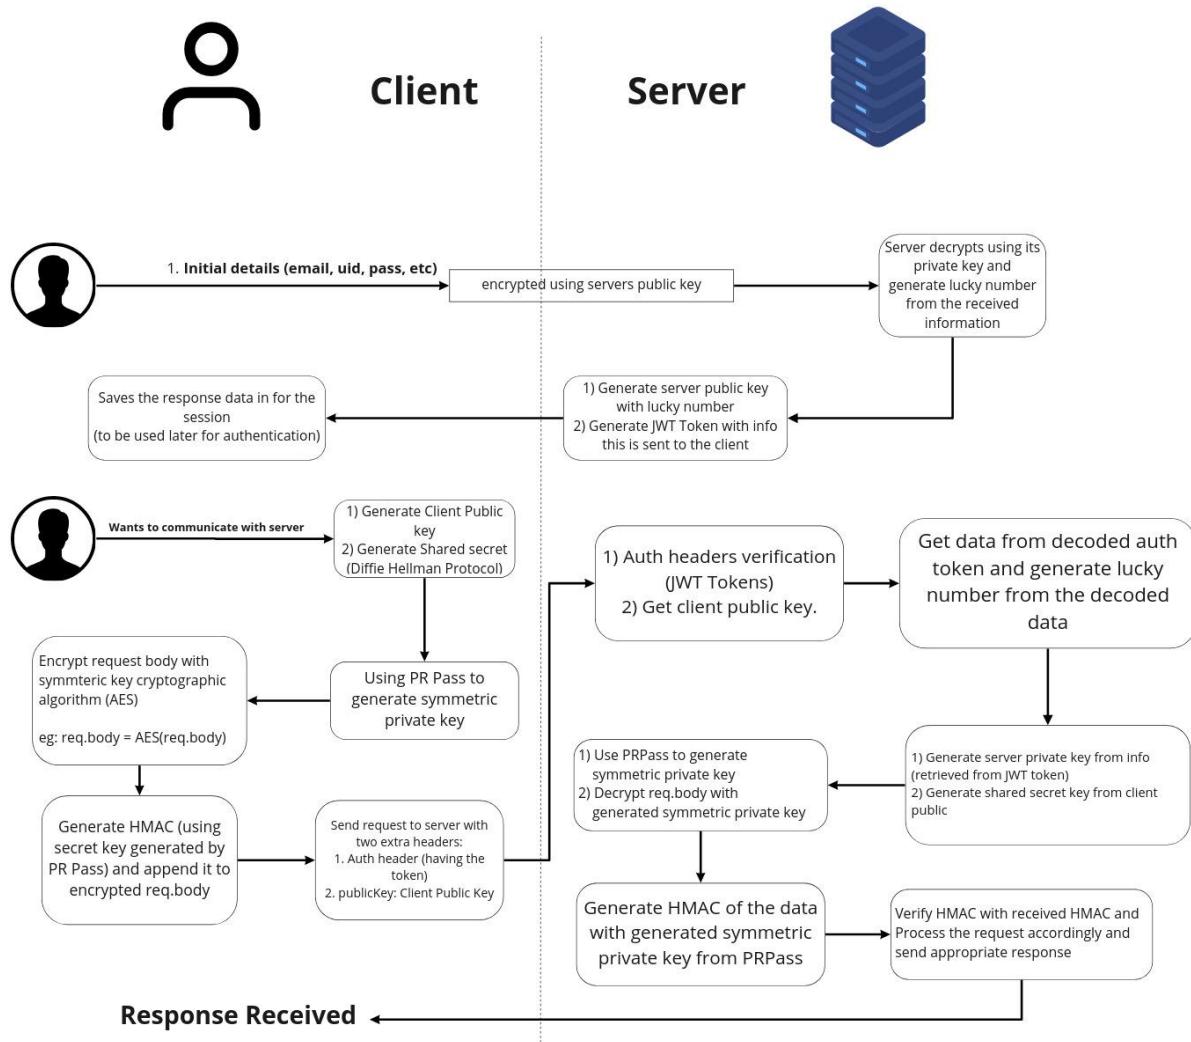 Client
Server
1. Initial details (email, uid, pass, etc)
encrypted using servers public key
Server decrypts using its
private key and
generate lucky number
from the received
information
1) Generate server public key
with lucky number
2) Generate JWT Token with info
this is sent to the client
Saves the response data in for the
session
(to be used later for authentication)
Wants to communicate with server
1) Generate Client Public
key
2) Generate Shared secret
(Diffie Hellman Protocol)
Using PR Pass to
generate symmetric
private key
Encrypt request body with
symmteric key cryptographic
algorithm (AES)
eg: req.body = AES(req.body)
Generate HMAC (using
secret key generated by
PR Pass) and append it to
encrypted req.body
Send request to server with
two extra headers:
1. Auth header (having the
token)
2. publicKey: Client Public Key
1) Auth headers verification
(JWT Tokens)
2) Get client public key.
Get data from decoded auth
token and generate lucky
number from the decoded
data
1) Generate server private key from info
(retrieved from JWT token)
2) Generate shared secret key from client
public
1) Use PRPass to generate
symmetric private key
2) Decrypt req.body with
generated symmetric private key
Generate HMAC of the data
with generated symmetric
private key from PRPass
Verify HMAC with received HMAC and
Process the request accordingly and
send appropriate response
Response Received